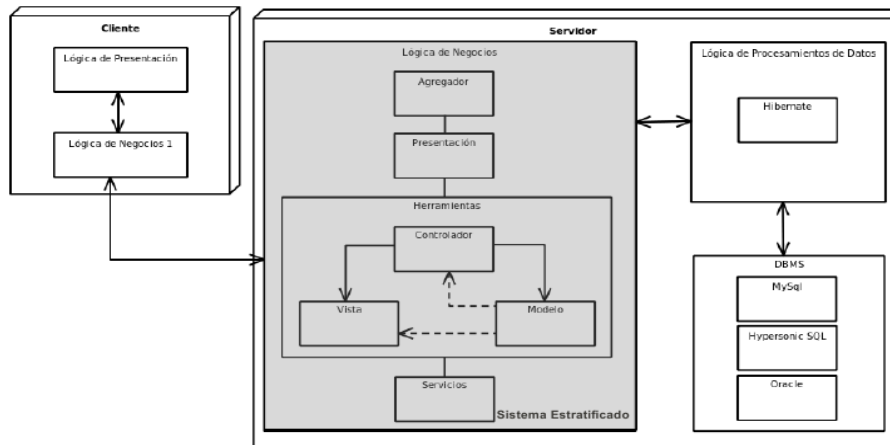 Cliente
Lógica de Presentación
Lógica de Negocios 1
Servidor
Lógica de Negocios
Agregador
Presentación
Herramientas
Controlador
Vista
Modelo
Servicios
Sistema Estratificado
Lógica de Procesamientos de Datos
Hibernate
DBMS
MySql
Hypersonic SQL
Oracle